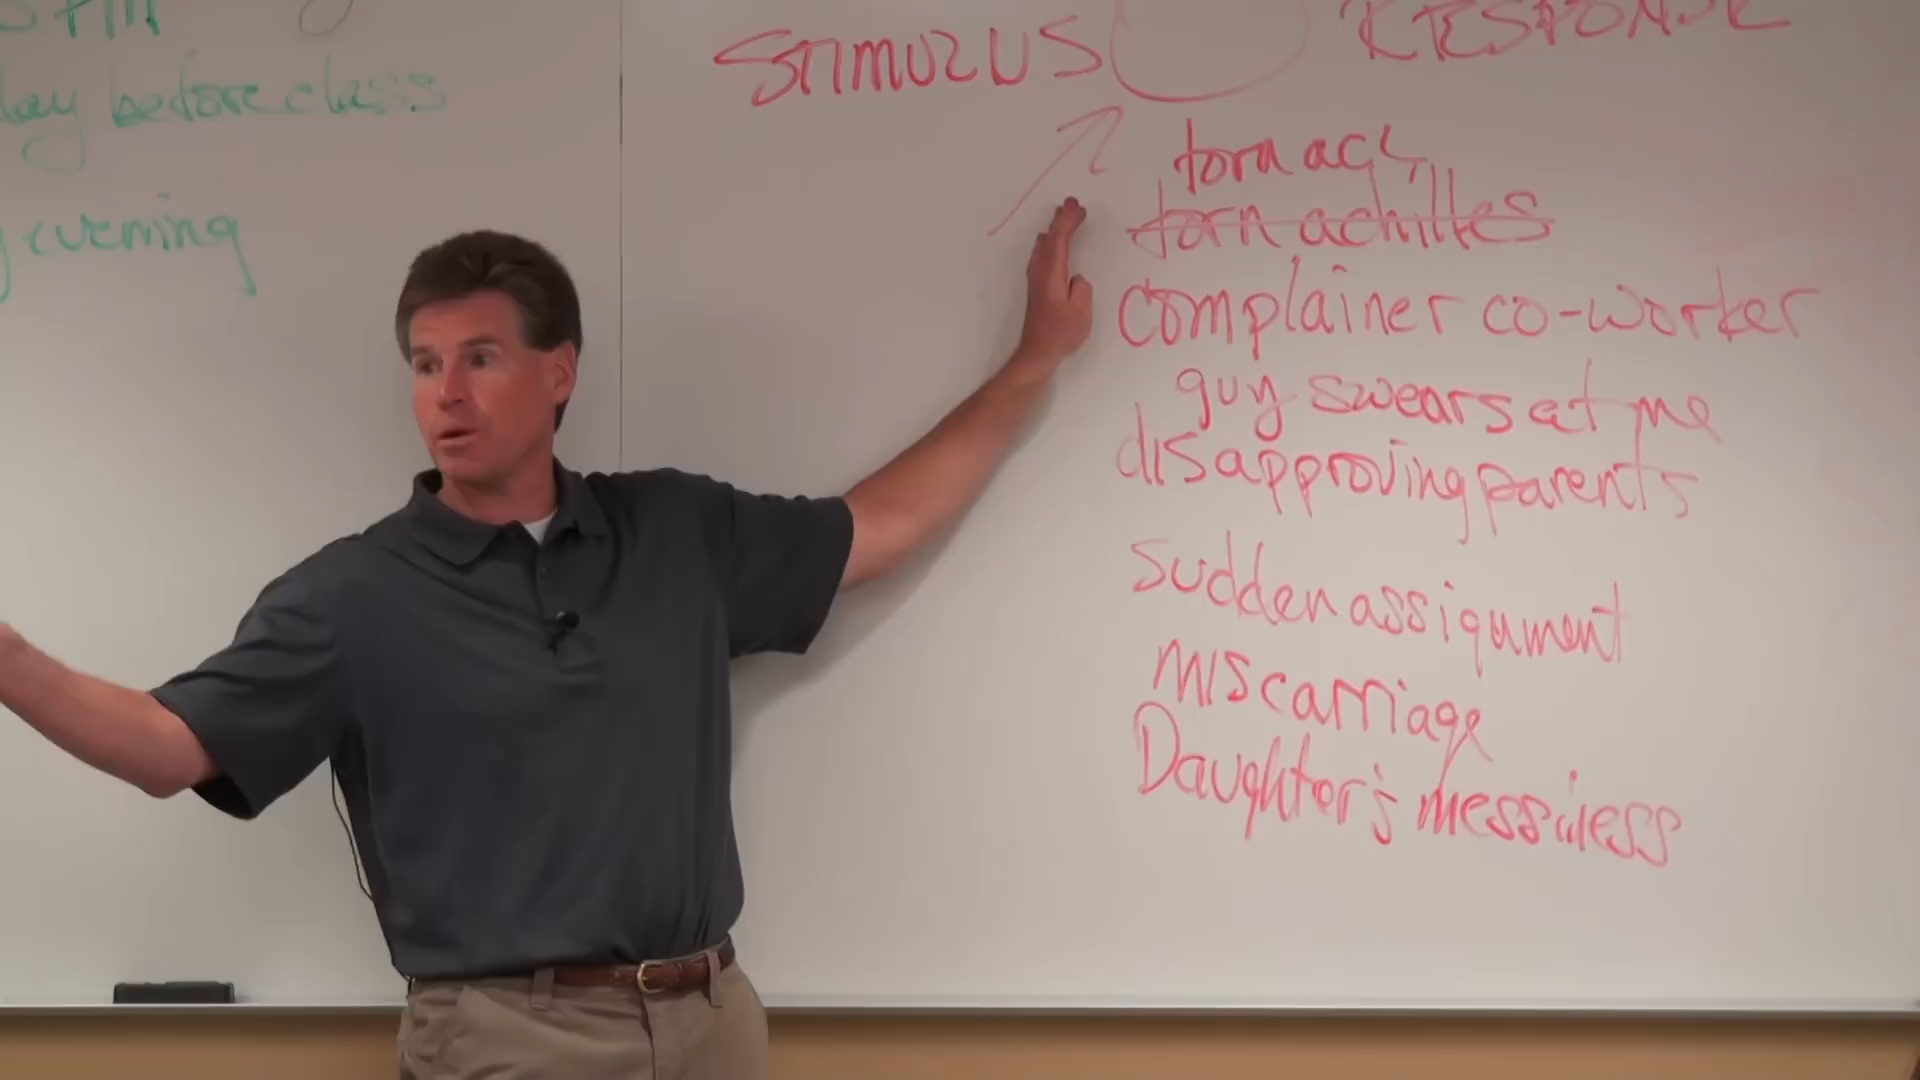 day before class
evening
STIMULUS RESPONSE
torn ACL
torn achilles
complainer co-worker
guy swears at me
disapproving parents
sudden assignment
miscarriage
Daughter's messiness